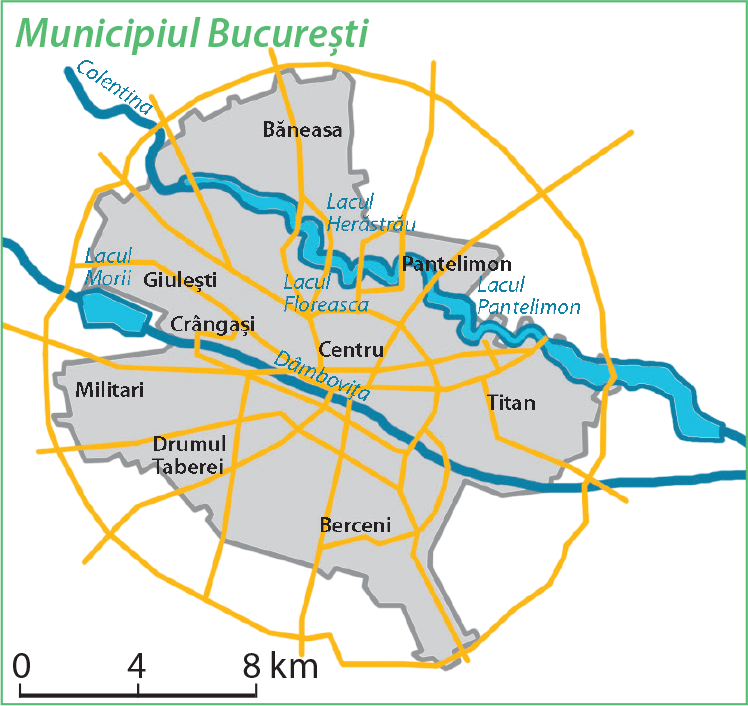 Municipiul București
Colentina
Băneasa
Lacul
Herăstrău
Lacul
Morii
Giulești
Pantelimon
Lacul
Floreasca
Lacul
Pantelimon
Crângași
Centru
Dâmbovița
Militari
Titan
Drumul
Taberei
Berceni
0 4 8 km